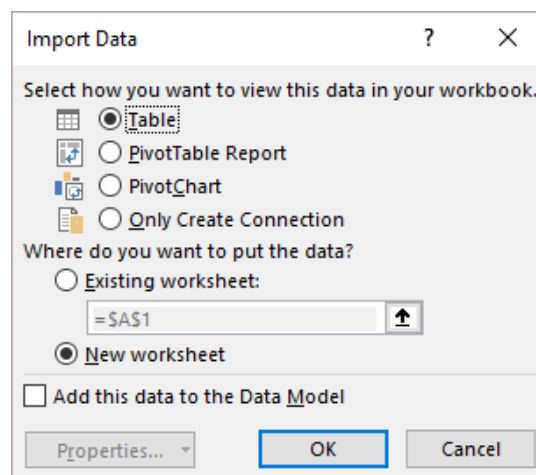 Import Data ?
Select how you want to view this data in your workbook.
Table
PivotTable Report
PivotChart
Only Create Connection
Where do you want to put the data?
Existing worksheet:
=$A$1
New worksheet
Add this data to the Data Model
Properties...
OK
Cancel